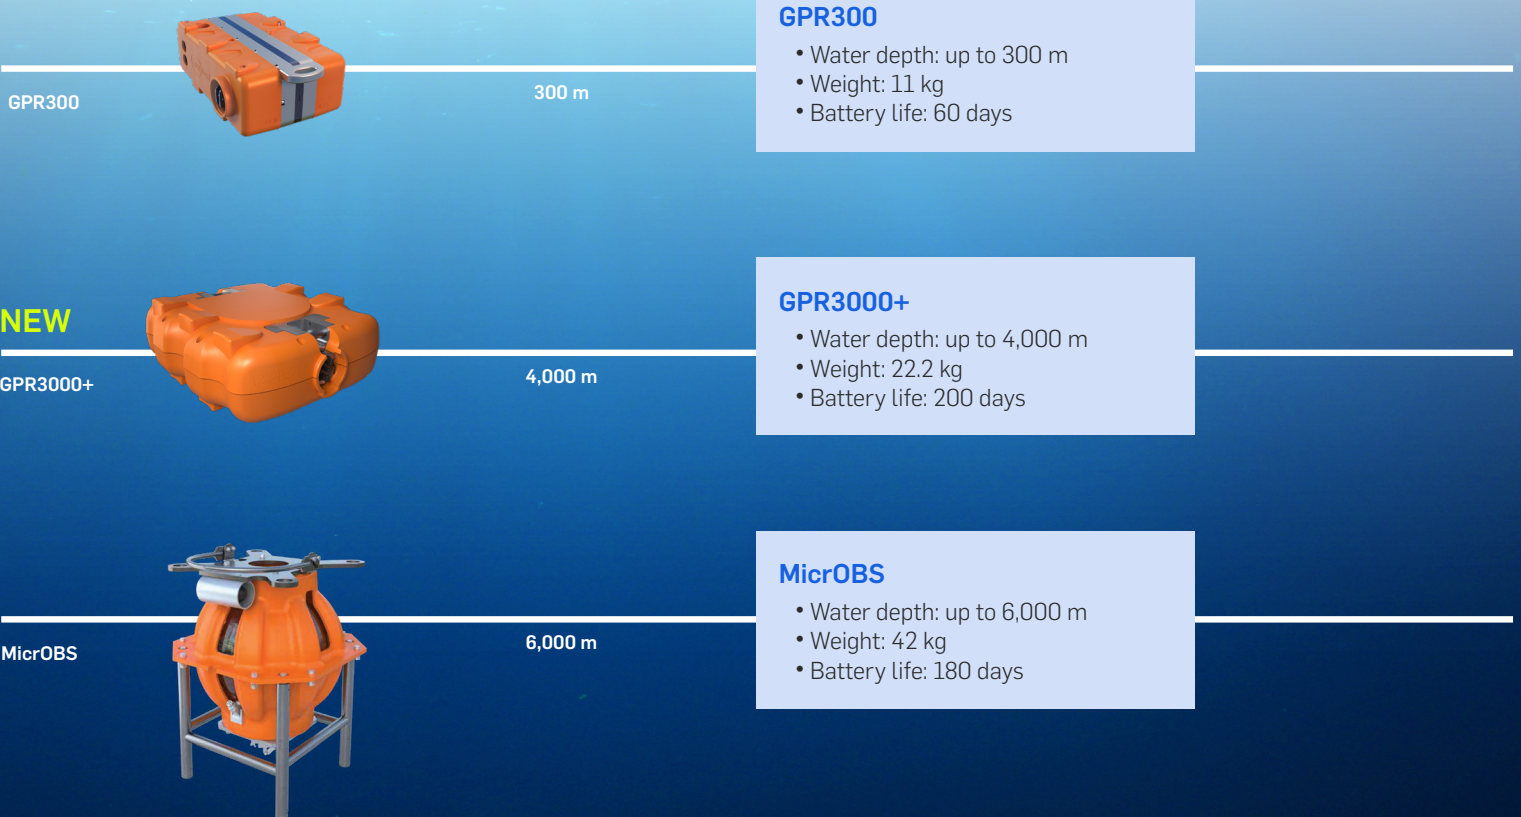 GPR300
• Water depth: up to 300 m
• Weight: 11 kg
• Battery life: 60 days
GPR300
300 m
NEW
GPR3000+
4,000 m
GPR3000+
• Water depth: up to 4,000 m
• Weight: 22.2 kg
• Battery life: 200 days
MicrOBS
6,000 m
MicrOBS
• Water depth: up to 6,000 m
• Weight: 42 kg
• Battery life: 180 days